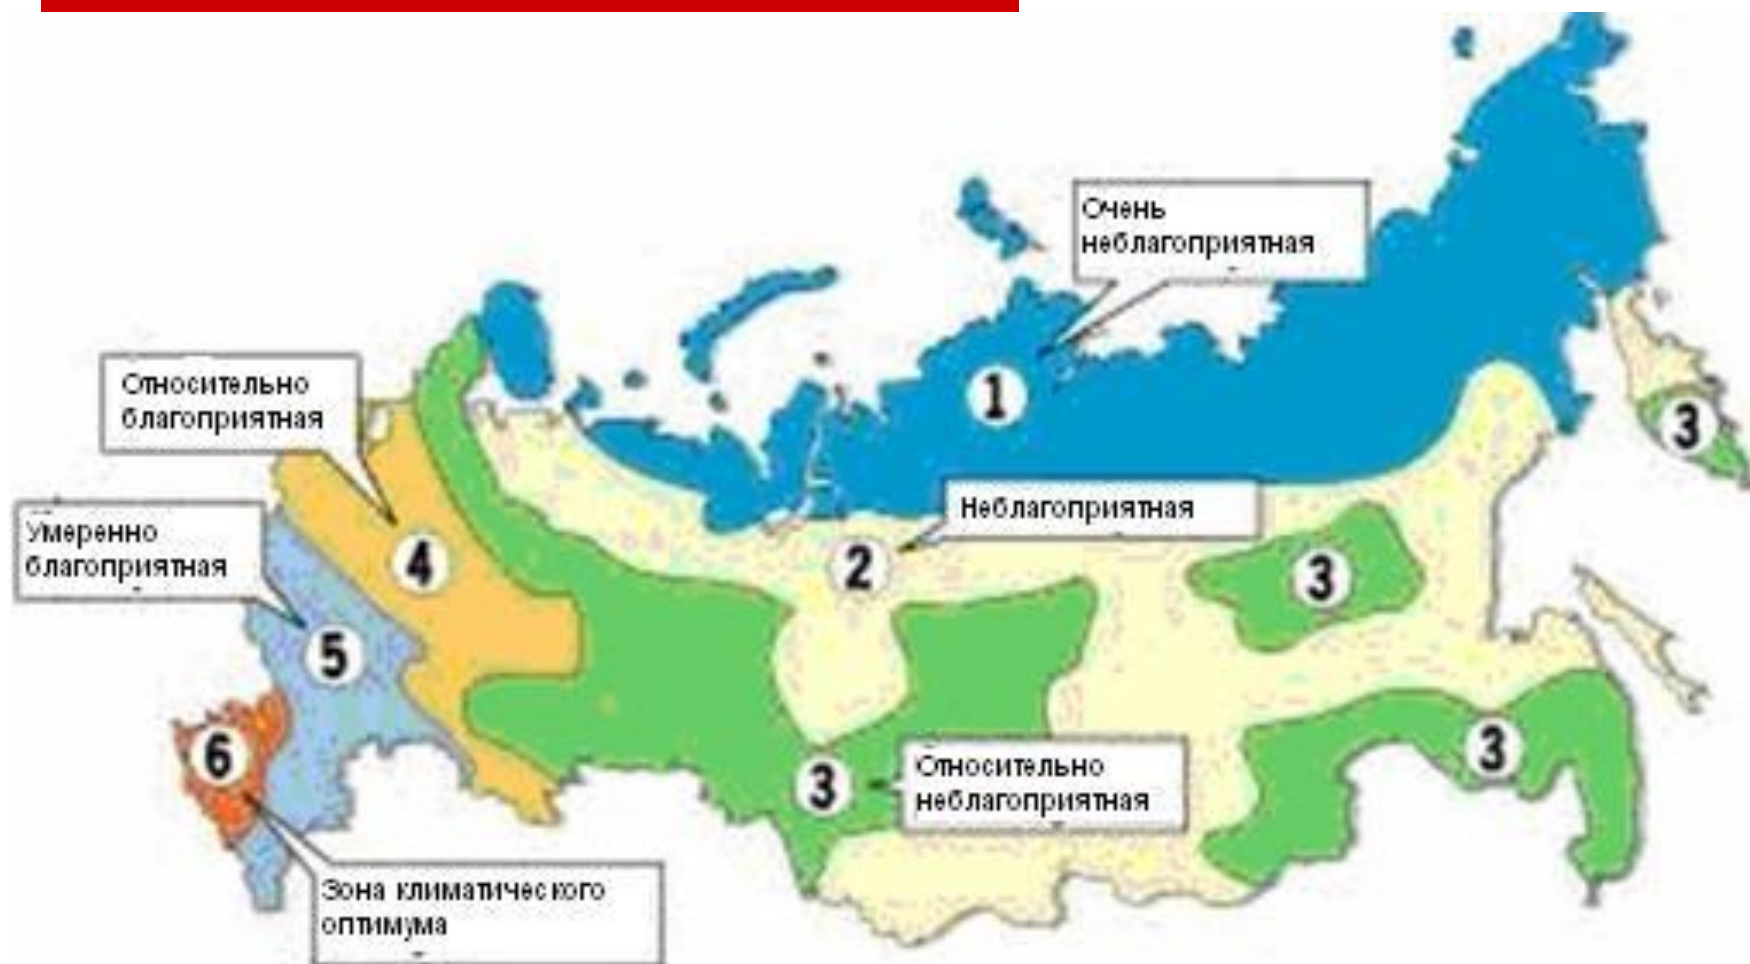 Очень
неблагоприятная
1
Относительно
благоприятная
3
Умеренно
благоприятная
Неблагоприятная
4
2
3
5
6
3
Относительно
неблагоприятная
3
Зона климатического
оптимума